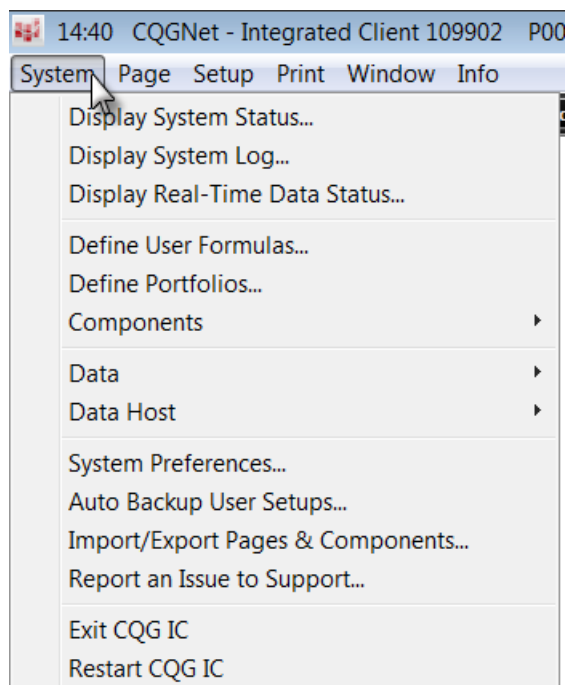 14:40 CQGNet - Integrated Client 109902 P00
System Page Setup Print Window Info
Display System Status...
Display System Log...
Display Real-Time Data Status...
Define User Formulas...
Define Portfolios...
Components
Data
Data Host
System Preferences...
Auto Backup User Setups...
Import/Export Pages & Components...
Report an Issue to Support...
Exit CQG IC
Restart CQG IC